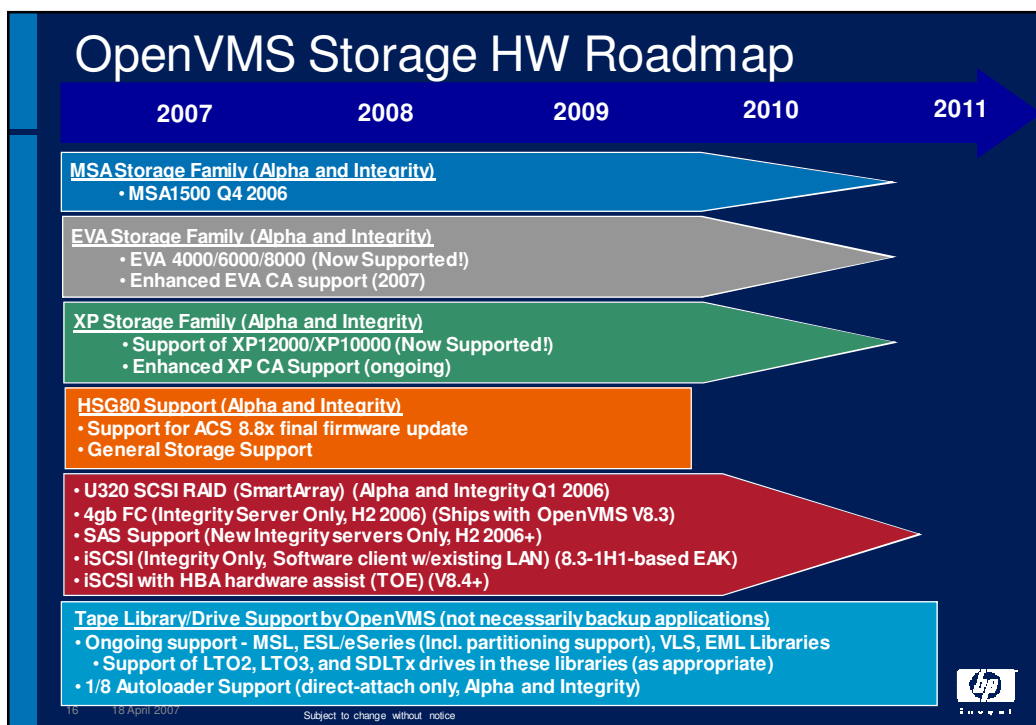 OpenVMS Storage HW Roadmap
2007 2008 2009 2010 2011
MSA Storage Family (Alpha and Integrity)
• MSA1500 Q4 2006
EVA Storage Family (Alpha and Integrity)
• EVA 4000/6000/8000 (Now Supported!)
• Enhanced EVA CA support (2007)
XP Storage Family (Alpha and Integrity)
• Support of XP12000/XP10000 (Now Supported!)
• Enhanced XP CA Support (ongoing)
HSG80 Support (Alpha and Integrity)
• Support for ACS 8.8x final firmware update
• General Storage Support
• U320 SCSI RAID (SmartArray) (Alpha and Integrity Q1 2006)
• 4gb FC (Integrity Server Only, H2 2006) (Ships with OpenVMS V8.3)
• SAS Support (New Integrity servers Only, H2 2006+)
• iSCSI (Integrity Only, Software client w/existing LAN) (8.3-1H1-based EAK)
• iSCSI with HBA hardware assist (TOE) (V8.4+)
Tape Library/Drive Support by OpenVMS (not necessarily backup applications)
• Ongoing support - MSL, ESL/eSeries (Incl. partitioning support), VLS, EML Libraries
• Support of LTO2, LTO3, and SDLTx drives in these libraries (as appropriate)
• 1/8 Autoloader Support (direct-attach only, Alpha and Integrity)
16 18 April 2007 Subject to change without notice
hp
invent